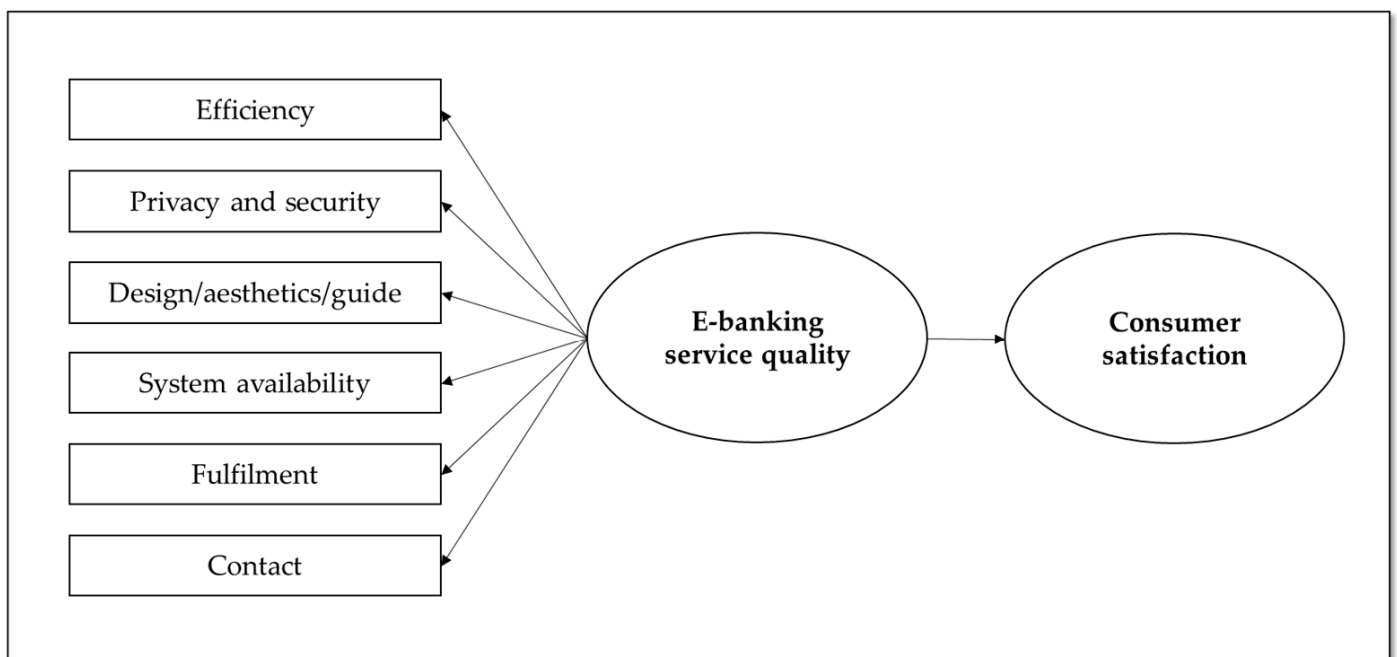 Efficiency
Privacy and security
Design/aesthetics/guide
System availability
Fulfilment
Contact
E-banking
service quality
Consumer
satisfaction